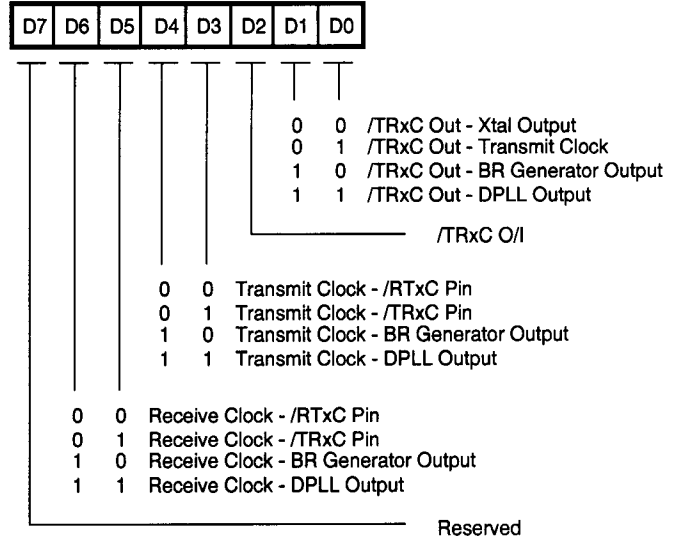 D7 D6 D5 D4 D3 D2 D1 D0
0 0 /TRxC Out - Xtal Output
0 1 /TRxC Out - Transmit Clock
1 0 /TRxC Out - BR Generator Output
1 1 /TRxC Out - DPLL Output
/TRxC O/I
0 0 Transmit Clock - /RTxC Pin
0 1 Transmit Clock - /TRxC Pin
1 0 Transmit Clock - BR Generator Output
1 1 Transmit Clock - DPLL Output
0 0 Receive Clock - /RTxC Pin
0 1 Receive Clock - /TRxC Pin
1 0 Receive Clock - BR Generator Output
1 1 Receive Clock - DPLL Output
Reserved